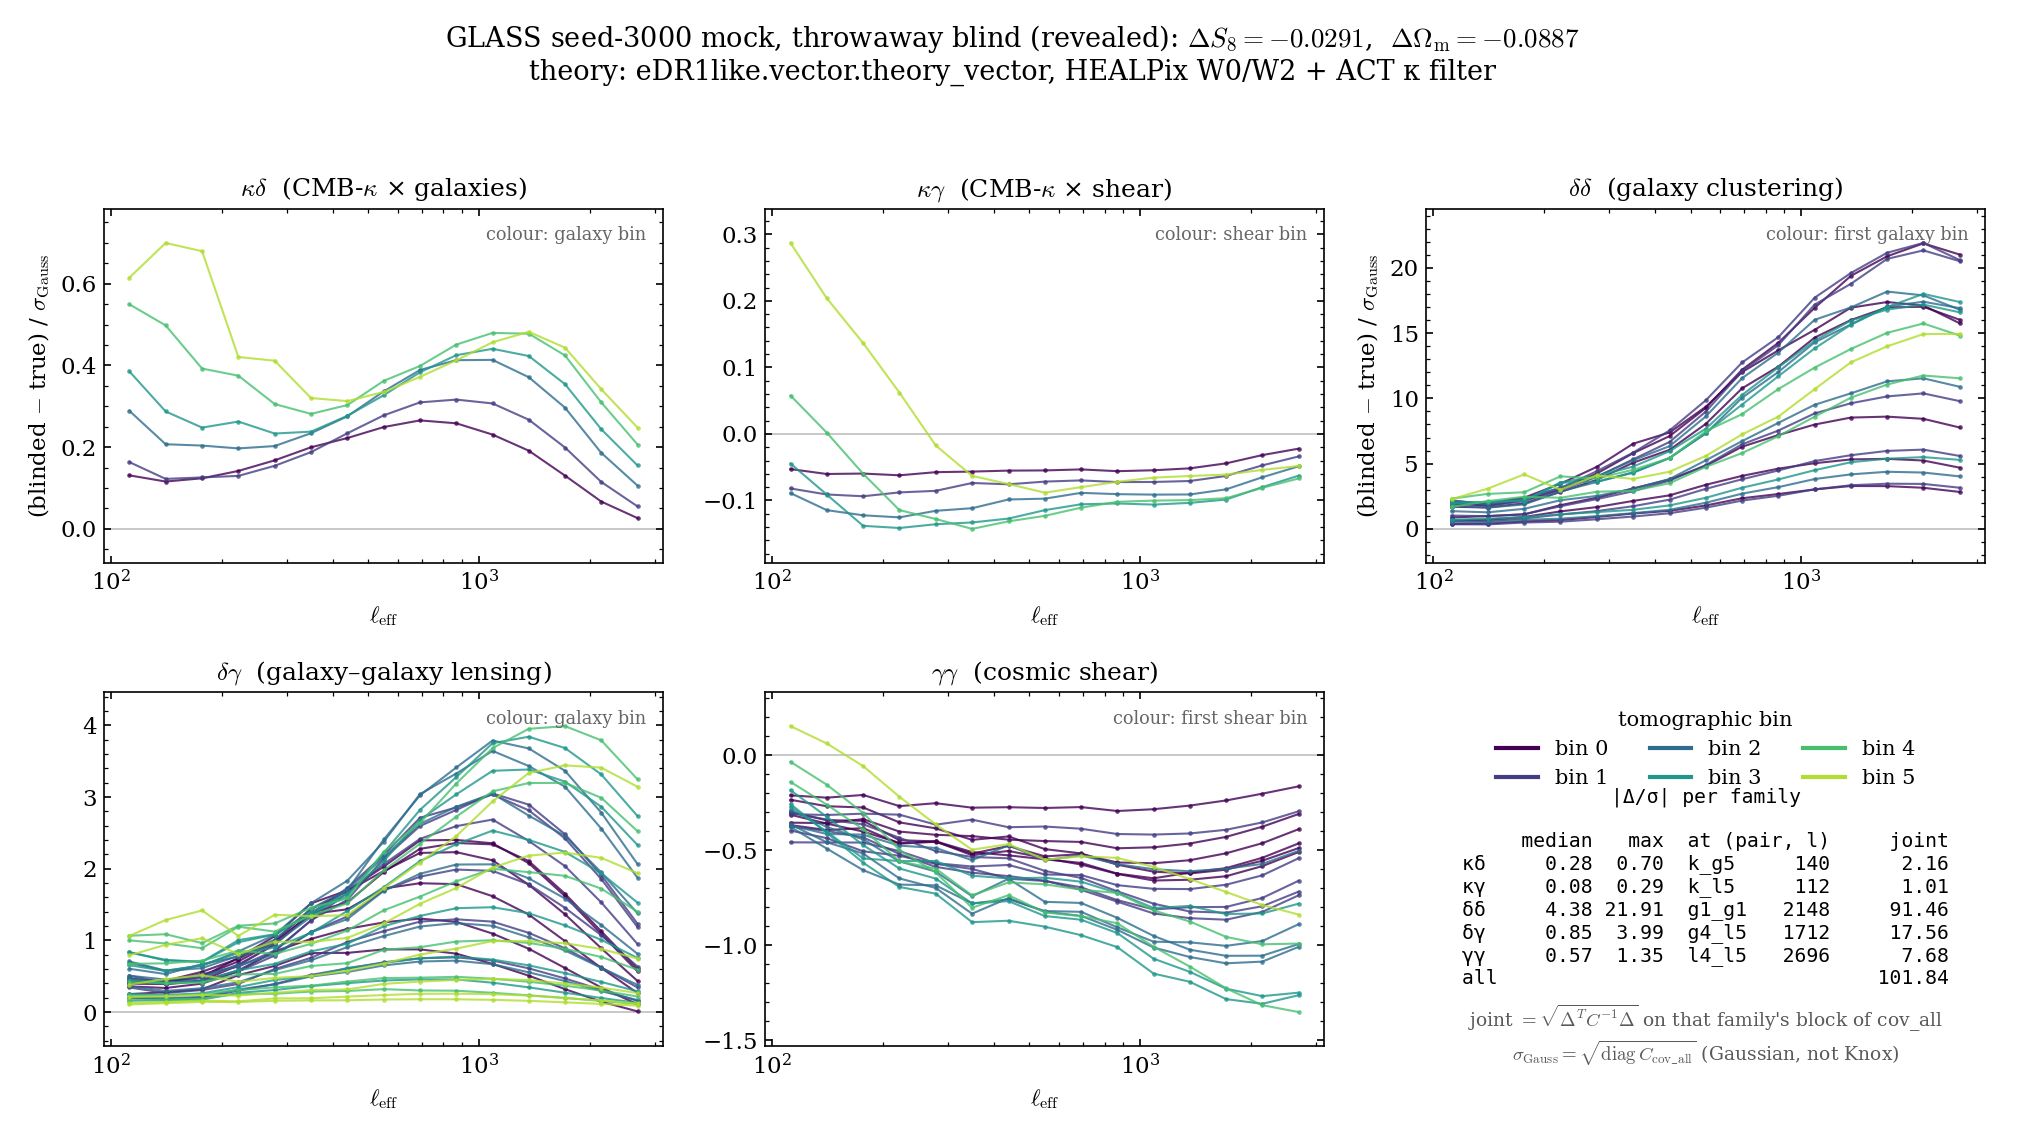 GLASS seed-3000 mock, throwaway blind (revealed): ΔS₈ = −0.0291, ΔΩₘ = −0.0887
theory: eDR1like.vector.theory_vector, HEALPix W0/W2 + ACT κ filter
κδ (CMB-κ × galaxies)
colour: galaxy bin
(blinded − true) / σ_Gauss
0.6
0.4
0.2
0.0
10² 10³
ℓ_eff
κγ (CMB-κ × shear)
colour: shear bin
0.3
0.2
0.1
0.0
−0.1
10² 10³
ℓ_eff
δδ (galaxy clustering)
colour: first galaxy bin
(blinded − true) / σ_Gauss
20
15
10
5
0
10² 10³
ℓ_eff
δγ (galaxy–galaxy lensing)
colour: galaxy bin
4
3
2
1
0
10² 10³
ℓ_eff
γγ (cosmic shear)
colour: first shear bin
0.0
−0.5
−1.0
−1.5
10² 10³
ℓ_eff
tomographic bin
bin 0 bin 2 bin 4
bin 1 bin 3 bin 5
|Δ/σ| per family
median max at (pair, l) joint
κδ 0.28 0.70 k_g5 140 2.16
κγ 0.08 0.29 k_l5 112 1.01
δδ 4.38 21.91 g1_g1 2148 91.46
δγ 0.85 3.99 g4_l5 1712 17.56
γγ 0.57 1.35 l4_l5 2696 7.68
all 101.84
joint = √(ΔᵀC⁻¹Δ) on that family's block of cov_all
σ_Gauss = √(diag C_cov_all) (Gaussian, not Knox)